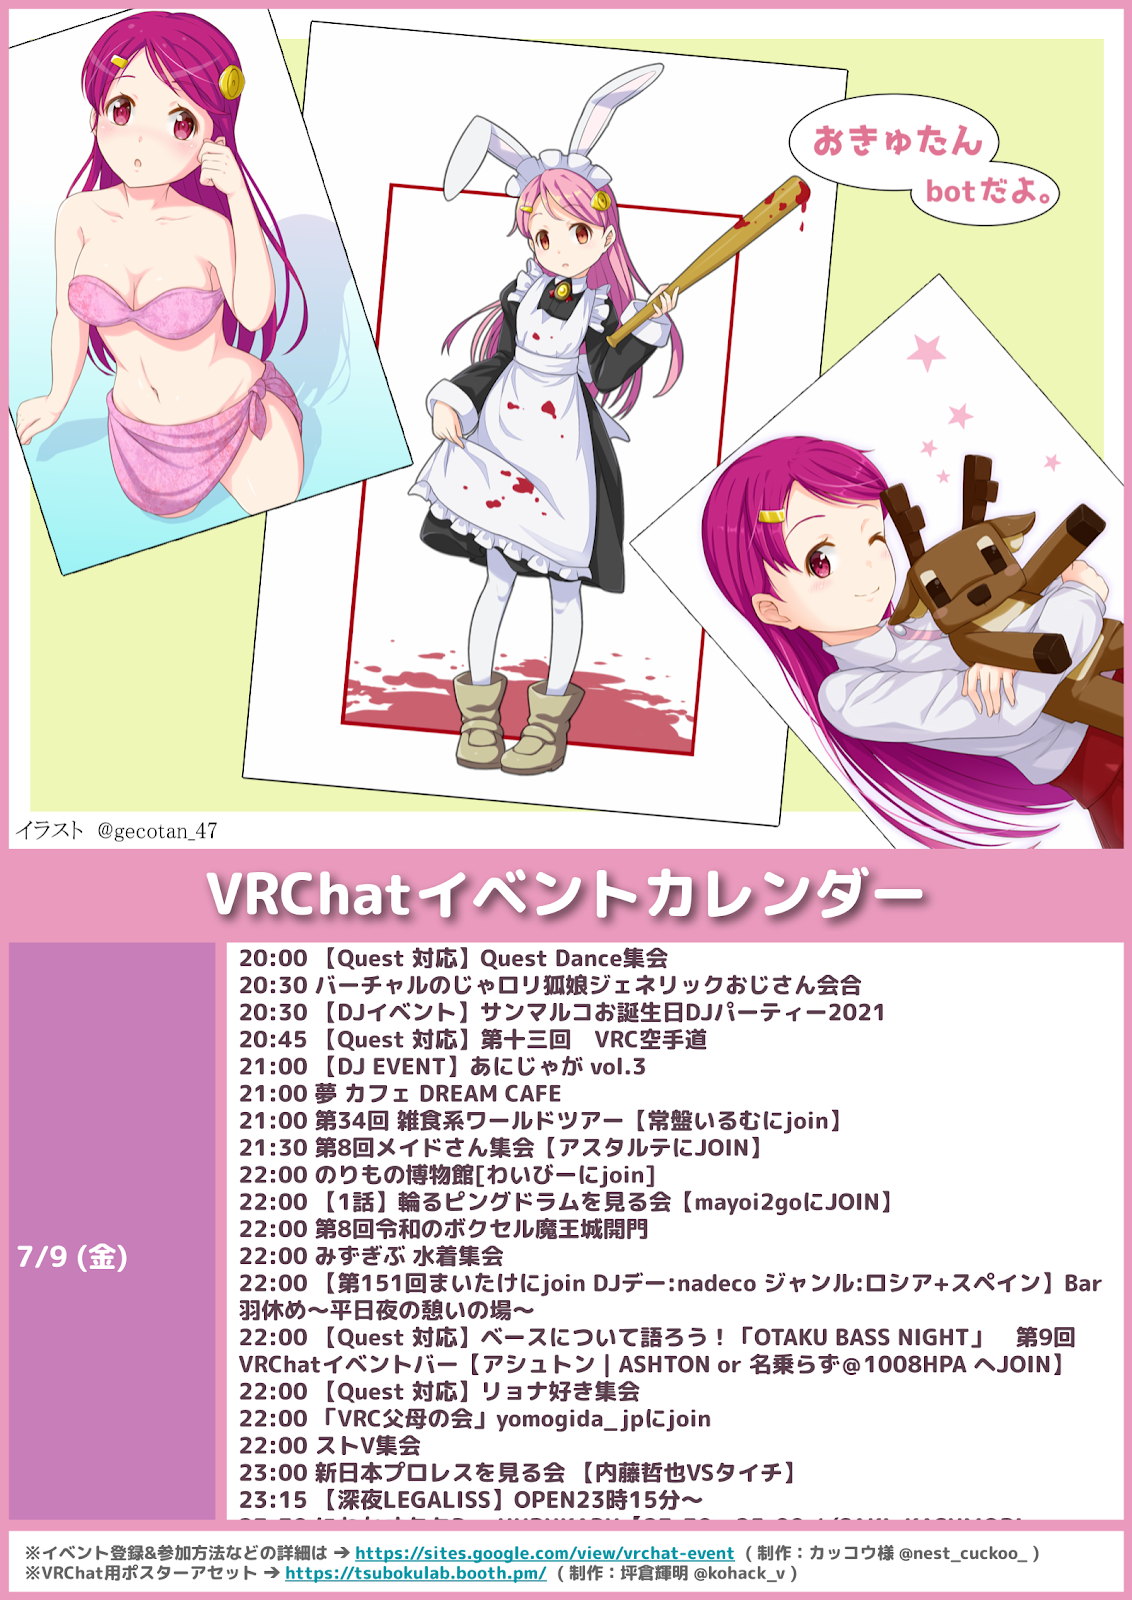 おきゅたん
botだよ。
イラスト @gecotan_47
VRChatイベントカレンダー
7/9 (金)
20:00 【Quest 対応】Quest Dance集会
20:30 バーチャルのじゃロリ狐娘ジェネリックおじさん会合
20:30 【DJイベント】サンマルコお誕生日DJパーティー2021
20:45 【Quest 対応】第十三回　VRC空手道
21:00 【DJ EVENT】あにじゃが vol.3
21:00 夢 カフェ DREAM CAFE
21:00 第34回 雑食系ワールドツアー【常盤いるむにjoin】
21:30 第8回メイドさん集会【アスタルテにJOIN】
22:00 のりもの博物館[わいびーにjoin]
22:00 【1話】輪るピングドラムを見る会【mayoi2goにJOIN】
22:00 第8回令和のボクセル魔王城開門
22:00 みずぎぶ 水着集会
22:00 【第151回まいたけにjoin DJデー:nadeco ジャンル:ロシア+スペイン】Bar
羽休め～平日夜の憩いの場～
22:00 【Quest 対応】ベースについて語ろう！「OTAKU BASS NIGHT」　第9回
VRChatイベントバー【アシュトン | ASHTON or 名乗らず@1008HPA へJOIN】
22:00 【Quest 対応】リョナ好き集会
22:00 「VRC父母の会」yomogida_jpにjoin
22:00 ストV集会
23:00 新日本プロレスを見る会 【内藤哲也VSタイチ】
23:15 【深夜LEGALISS】OPEN23時15分～
※イベント登録&参加方法などの詳細は ➔ https://sites.google.com/view/vrchat-event ( 制作：カッコウ様 @nest_cuckoo_ )
※VRChat用ポスターアセット ➔ https://tsubokulab.booth.pm/ ( 制作：坪倉輝明 @kohack_v )